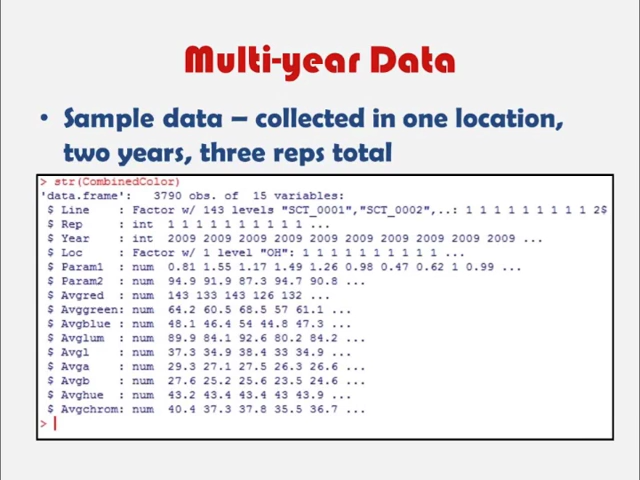 Multi-year Data
• Sample data – collected in one location,
two years, three reps total
> str(CombinedColor)
'data.frame': 3790 obs. of 15 variables:
$ Line : Factor w/ 143 levels "SCT_0001","SCT_0002",..: 1 1 1 1 1 1 1 1 1 2$
$ Rep : int 1 1 1 1 1 1 1 1 1 1 ...
$ Year : int 2009 2009 2009 2009 2009 2009 2009 2009 2009 2009 ...
$ Loc : Factor w/ 1 level "OH": 1 1 1 1 1 1 1 1 1 1 ...
$ Param1 : num 0.81 1.55 1.17 1.49 1.26 0.98 0.47 0.62 1 0.99 ...
$ Param2 : num 94.9 91.9 87.3 94.7 90.8 ...
$ Avgred : num 143 133 143 126 132 ...
$ Avggreen: num 64.2 60.5 68.5 57 61.1 ...
$ Avgblue : num 48.1 46.4 54 44.8 47.3 ...
$ Avglum : num 89.9 84.1 92.6 80.2 84.2 ...
$ Avgl : num 37.3 34.9 38.4 33 34.9 ...
$ Avga : num 29.3 27.1 27.5 26.3 26.6 ...
$ Avgb : num 27.6 25.2 25.6 23.5 24.6 ...
$ Avghue : num 43.2 43.4 43.4 43 43.9 ...
$ Avgchrom: num 40.4 37.3 37.8 35.5 36.7 ...
>